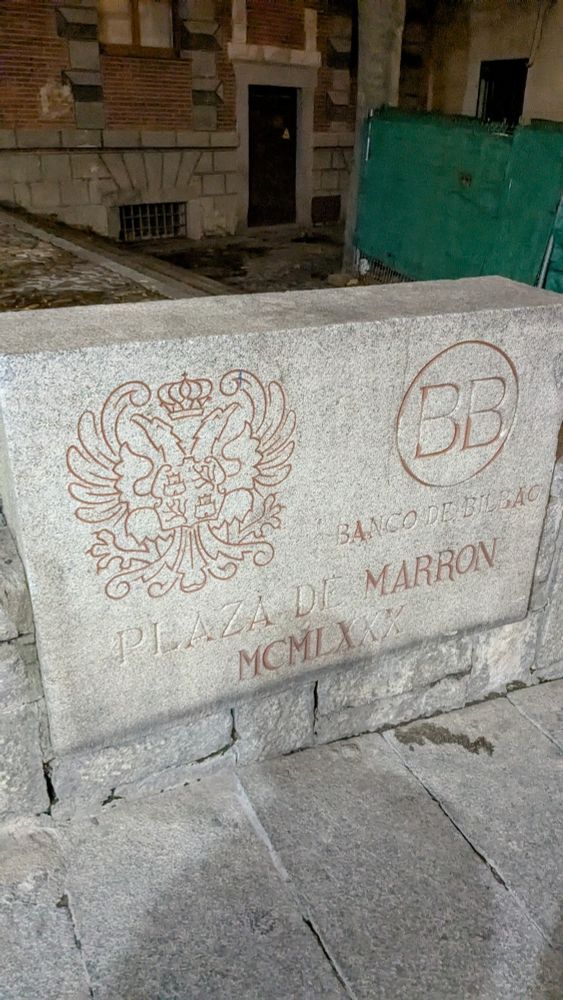 BB
BANCO DE BILBAO
PLAZA DE MARRON
MCMLXXX